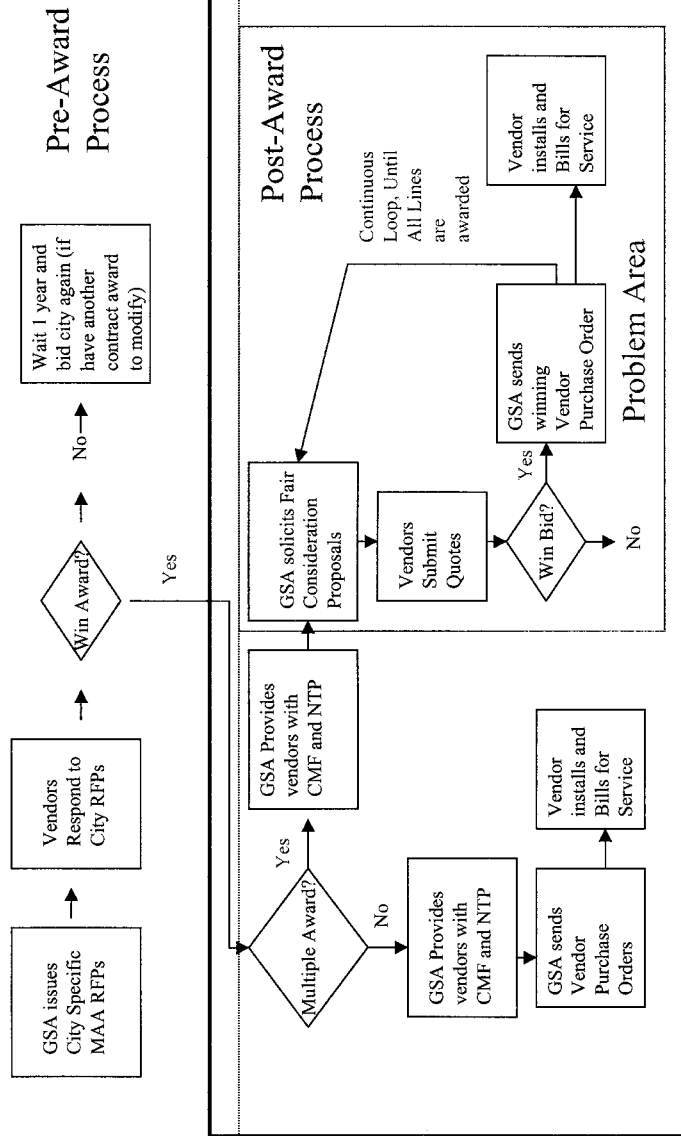 Pre-Award
Process
GSA issues
City Specific
MAA RFPs
Vendors
Respond to
City RFPs
Win Award?
No
Wait 1 year and
bid city again (if
have another
contract award
to modify)
Yes
Post-Award
Process
Multiple Award?
Yes
GSA Provides
vendors with
CMF and NTP
GSA solicits Fair
Consideration
Proposals
Continuous
Loop, Until
All Lines
are
awarded
Vendors
Submit
Quotes
Win Bid?
Yes
GSA sends
winning
Vendor
Purchase Order
Vendor
installs and
Bills for
Service
No
Problem Area
No
GSA Provides
vendors with
CMF and NTP
GSA sends
Vendor
Purchase
Orders
Vendor
installs and
Bills for
Service